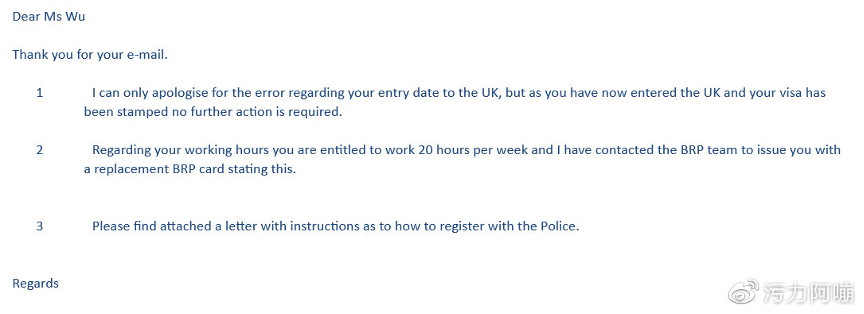 Dear Ms Wu
Thank you for your e-mail.
1 I can only apologise for the error regarding your entry date to the UK, but as you have now entered the UK and your visa has
been stamped no further action is required.
2 Regarding your working hours you are entitled to work 20 hours per week and I have contacted the BRP team to issue you with
a replacement BRP card stating this.
3 Please find attached a letter with instructions as to how to register with the Police.
Regards
污力阿嘣